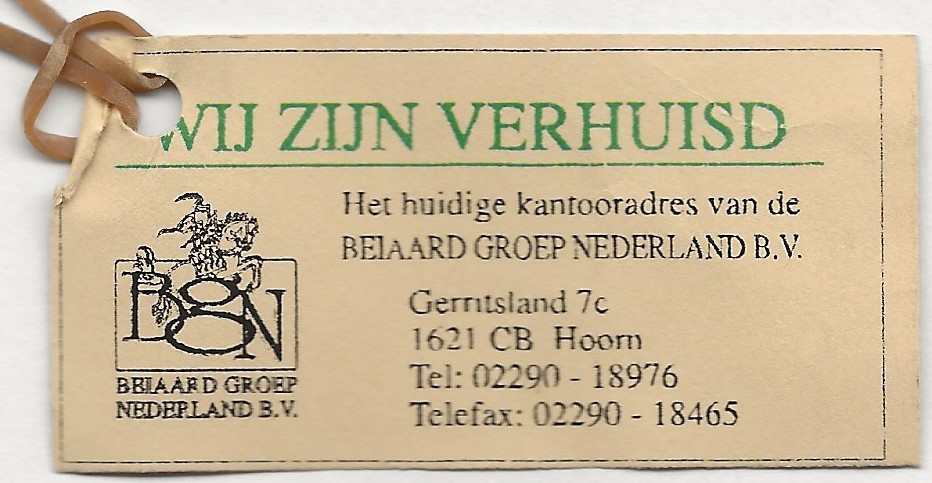 WIJ ZIJN VERHUISD
Het huidige kantooradres van de
BEIAARD GROEP NEDERLAND B.V.
Gerritsland 7c
1621 CB Hoorn
Tel: 02290 - 18976
Telefax: 02290 - 18465
BGN
BEIAARD GROEP
NEDERLAND B.V.